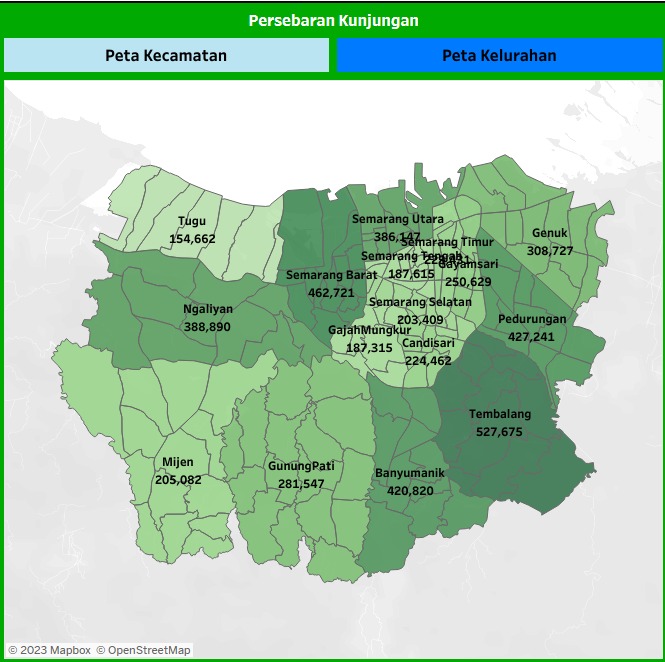 Persebaran Kunjungan
Peta Kecamatan
Peta Kelurahan
Tugu
154,662
Semarang Utara
386,147
Semarang Timur
Genuk
308,727
Semarang Tengah
187,615
Gayamsari
250,629
Semarang Barat
462,721
Semarang Selatan
203,409
Ngaliyan
388,890
Pedurungan
427,241
GajahMungkur
187,315
Candisari
224,462
Tembalang
527,675
Mijen
205,082
GunungPati
281,547
Banyumanik
420,820
© 2023 Mapbox © OpenStreetMap